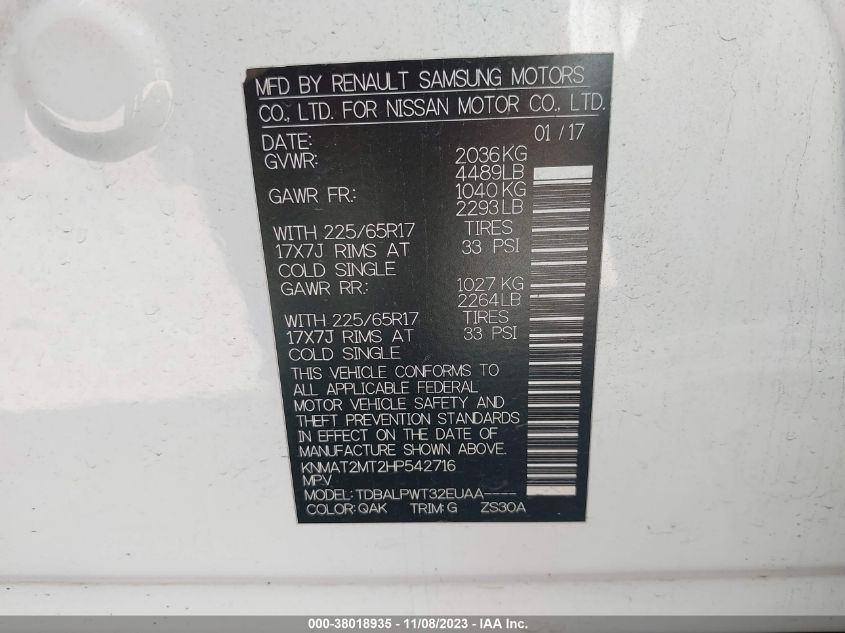 MFD BY RENAULT SAMSUNG MOTORS
CO., LTD. FOR NISSAN MOTOR CO., LTD.
DATE: 01 / 17
GVWR: 2036KG
4489LB
GAWR FR.: 1040KG
2293LB
WITH 225/65R17 TIRES
17X7J RIMS AT 33 PSI
COLD SINGLE
GAWR RR.: 1027 KG
2264LB
WITH 225/65R17 TIRES
17X7J RIMS AT 33 PSI
COLD SINGLE
THIS VEHICLE CONFORMS TO
ALL APPLICABLE FEDERAL
MOTOR VEHICLE SAFETY AND
THEFT PREVENTION STANDARDS
IN EFFECT ON THE DATE OF
MANUFACTURE SHOWN ABOVE.
KNMAT2MT2HP542716
MPV
MODEL: TDBALPWT32EUAA----
COLOR: QAK TRIM: G ZS30A
000-38018935 - 11/08/2023 - IAA Inc.